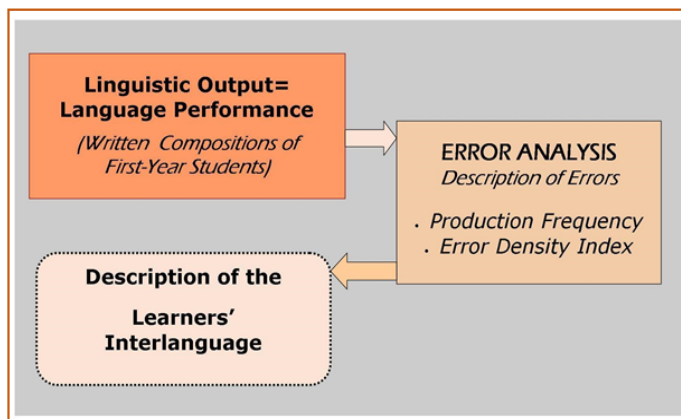 Linguistic Output=
Language Performance
(Written Compositions of
First-Year Students)
ERROR ANALYSIS
Description of Errors
. Production Frequency
. Error Density Index
Description of the
Learners’
Interlanguage